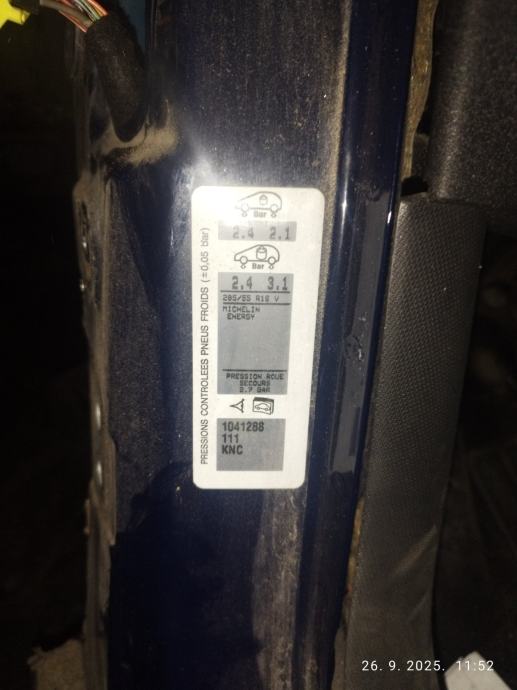 PRESSIONS CONTROLEES PNEUS FROIDS (±0,05 bar)
Bar
2.4 2.1
Bar
2.4 3.1
205/55 R16 V
MICHELIN
ENERGY
PRESSION ROUE
SECOURS
2.7 BAR
1041288
111
KNC
26. 9. 2025. 11:52